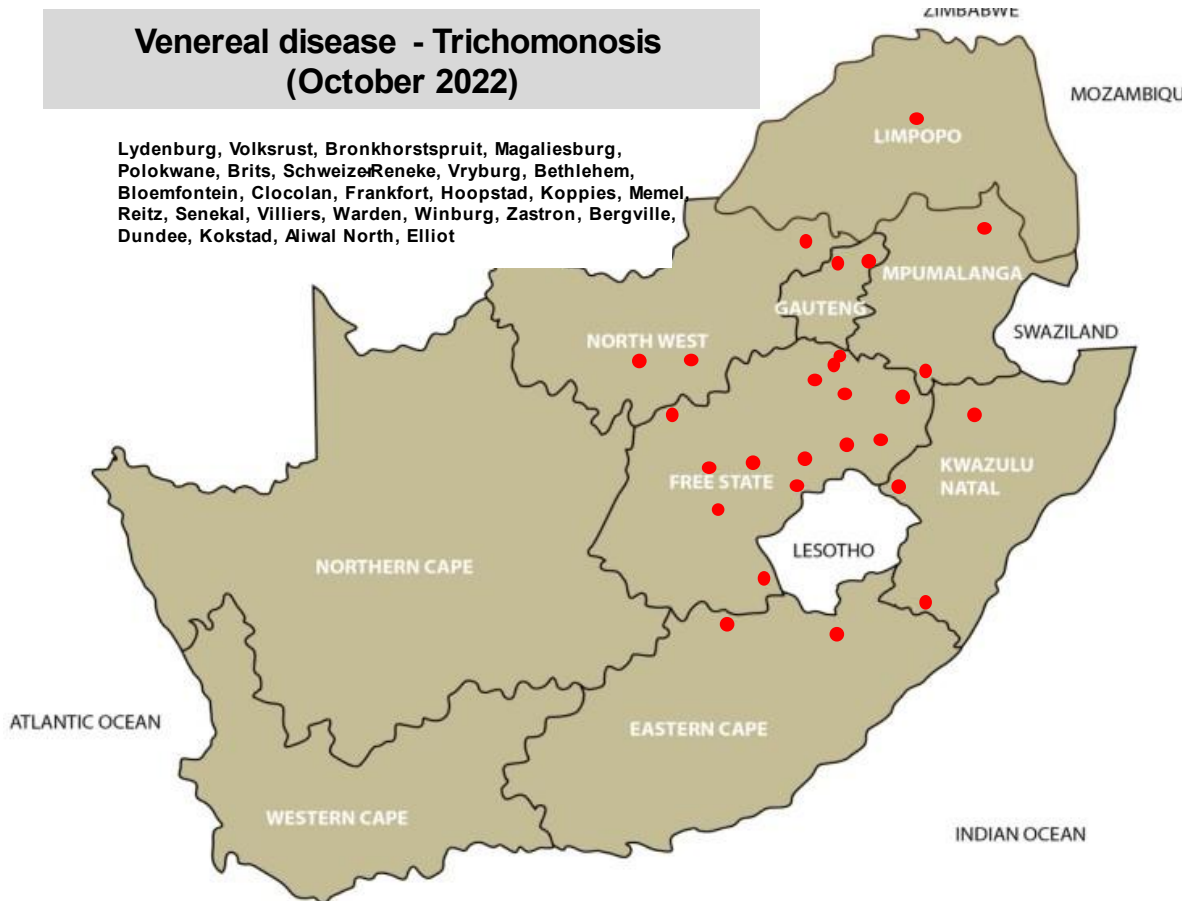 Venereal disease - Trichomonosis
(October 2022)
Lydenburg, Volksrust, Bronkhorstspruit, Magaliesburg,
Polokwane, Brits, Schweizer-Reneke, Vryburg, Bethlehem,
Bloemfontein, Clocolan, Frankfort, Hoopstad, Koppies, Memel,
Reitz, Senekal, Villiers, Warden, Winburg, Zastron, Bergville,
Dundee, Kokstad, Aliwal North, Elliot
ZIMBABWE
MOZAMBIQU
LIMPOPO
MPUMALANGA
GAUTENG
SWAZILAND
NORTH WEST
KWAZULU
NATAL
FREE STATE
LESOTHO
NORTHERN CAPE
ATLANTIC OCEAN
EASTERN CAPE
WESTERN CAPE
INDIAN OCEAN